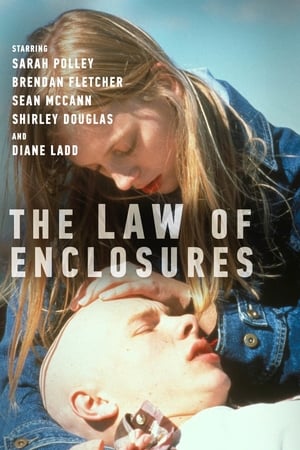 STARRING
SARAH POLLEY
BRENDAN FLETCHER
SEAN MCCANN
SHIRLEY DOUGLAS
AND
DIANE LADD
THE LAW OF
ENCLOSURES